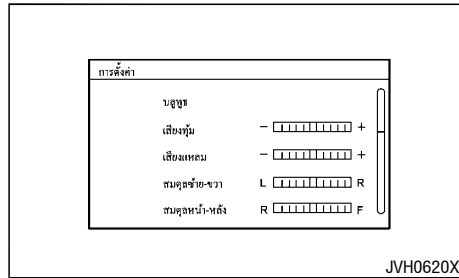 การตั้งค่า
บลูทูธ
เสียงทุ้ม - +
เสียงแหลม - +
สมดุลซ้าย-ขวา L R
สมดุลหน้า-หลัง R F
JVH0620X